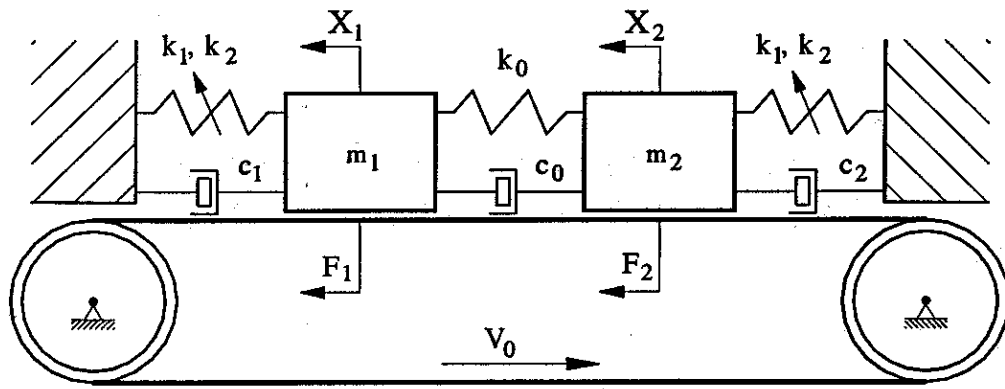 X₁ X₂
k₁, k₂ k₀ k₁, k₂
m₁ m₂
c₁ c₀ c₂
F₁ F₂
V₀